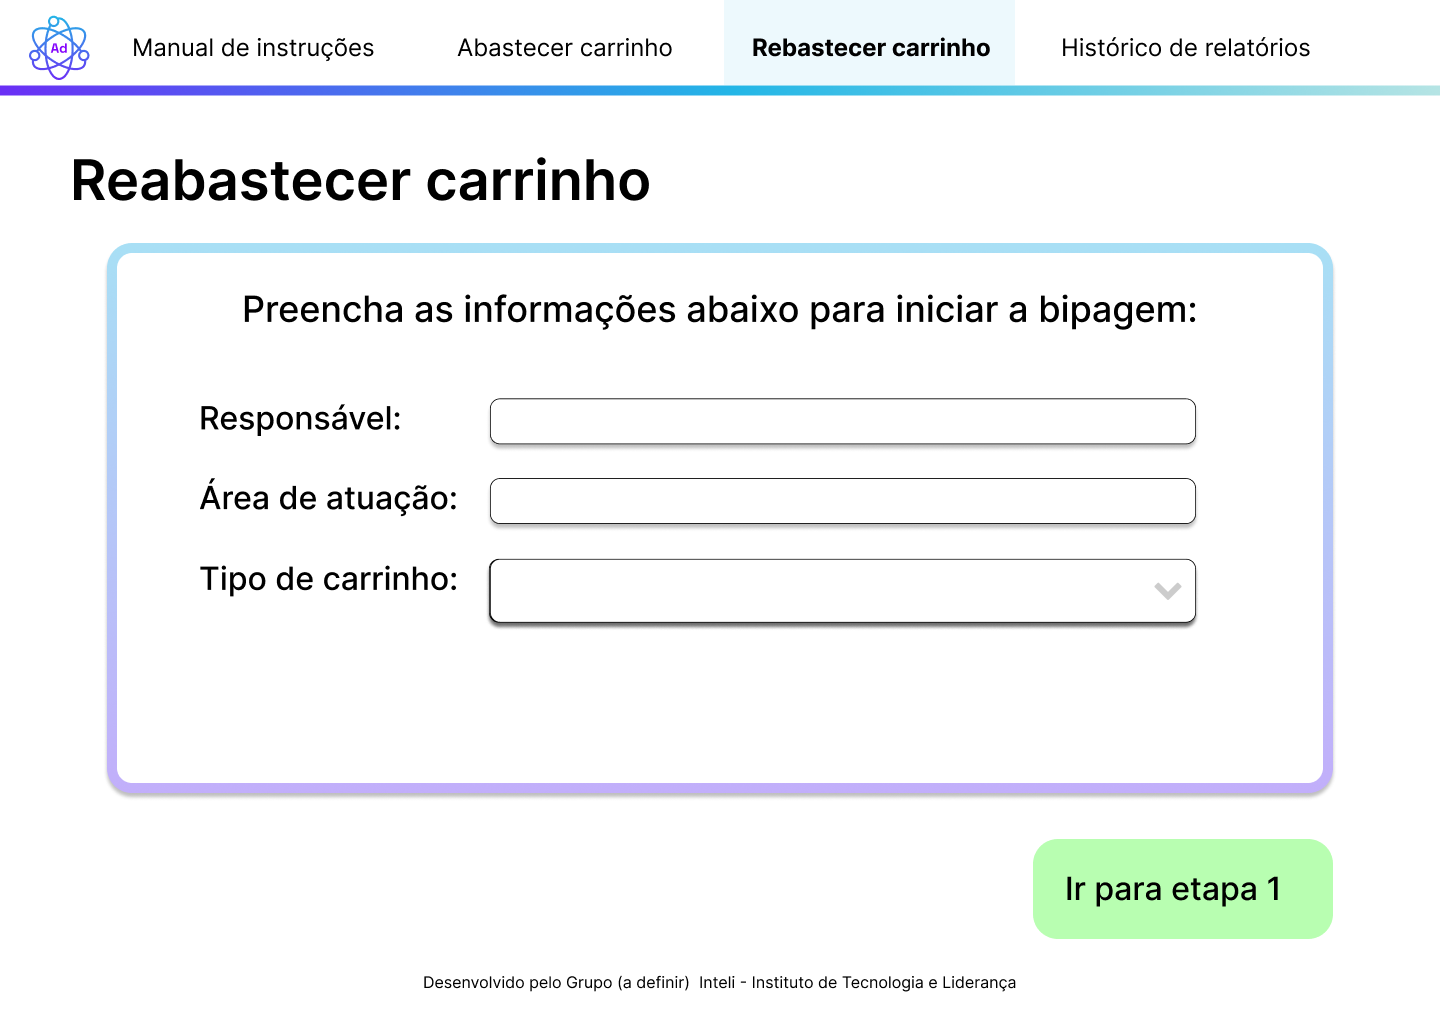 Ad
Manual de instruções
Abastecer carrinho
Rebastecer carrinho
Histórico de relatórios
Reabastecer carrinho
Preencha as informações abaixo para iniciar a bipagem:
Responsável:
Área de atuação:
Tipo de carrinho:
Ir para etapa 1
Desenvolvido pelo Grupo (a definir)  Inteli - Instituto de Tecnologia e Liderança